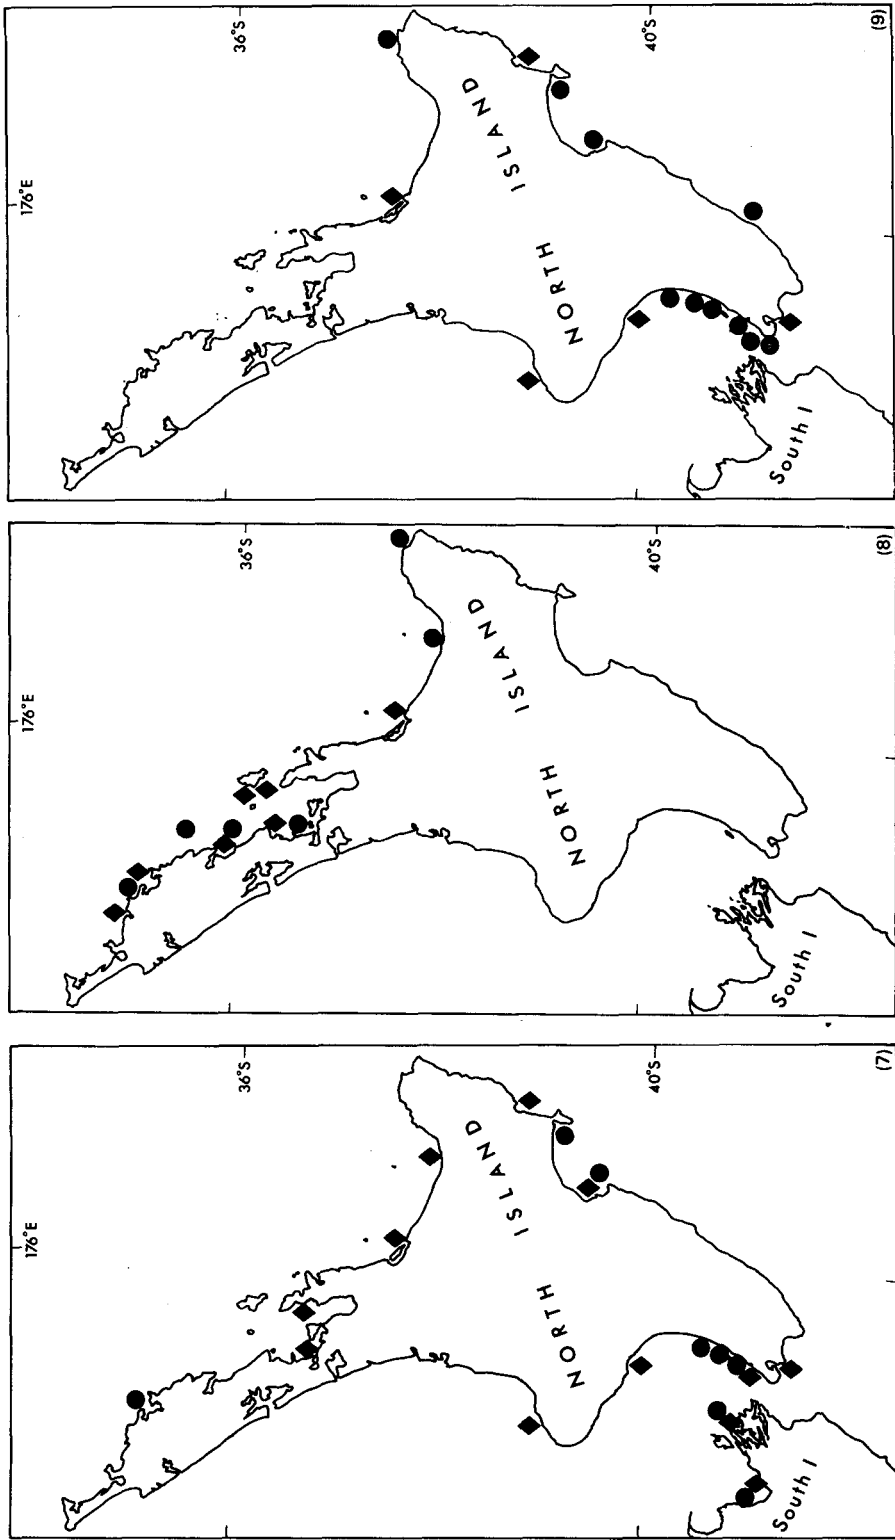 176°E
36°S
NORTH
ISLAND
40°S
South I
(7)
176°E
36°S
NORTH
ISLAND
40°S
South I
(8)
176°E
36°S
NORTH
ISLAND
40°S
South I
(9)